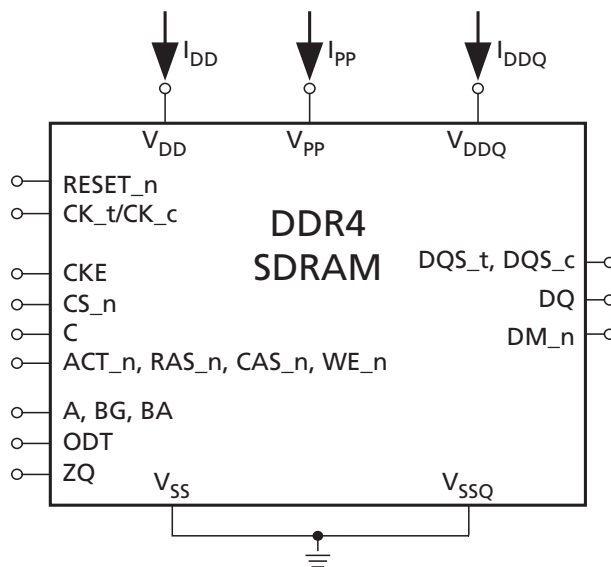 IDD
IPP
IDDQ
VDD
VPP
VDDQ
RESET_n
CK_t/CK_c
DDR4
SDRAM
CKE
CS_n
C
ACT_n, RAS_n, CAS_n, WE_n
A, BG, BA
ODT
ZQ
DQS_t, DQS_c
DQ
DM_n
VSS
VSSQ